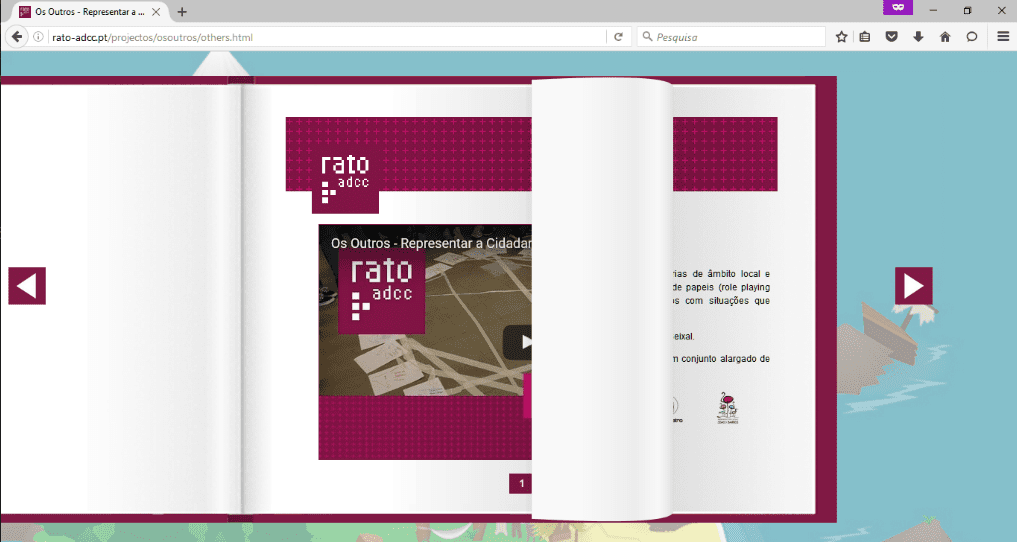 Os Outros - Representar a ...
rato-adcc.pt/projectos/osoutros/others.html
Pesquisa
rato
adcc
Os Outros - Representar a Cidadan
rato
adcc
rias de âmbito local e
de papeis (role playing
os com situações que
eixal.
m conjunto alargado de
1